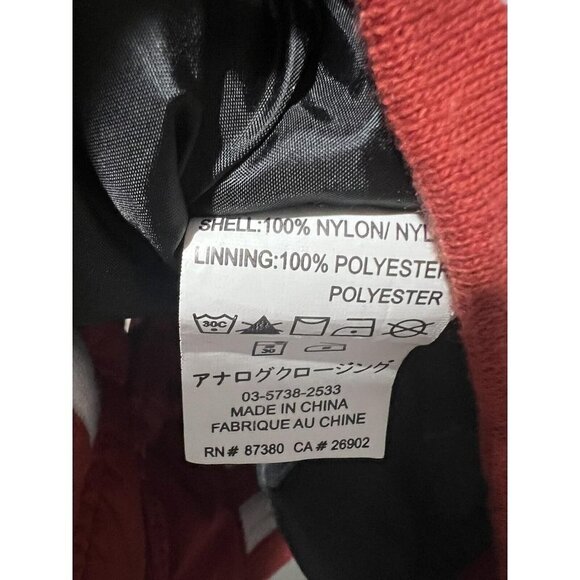 SHELL:100% NYLON/ NYL
LINNING:100% POLYESTER
POLYESTER
30C
30
アナログクロージング
03-5738-2533
MADE IN CHINA
FABRIQUE AU CHINE
RN# 87380 CA# 26902